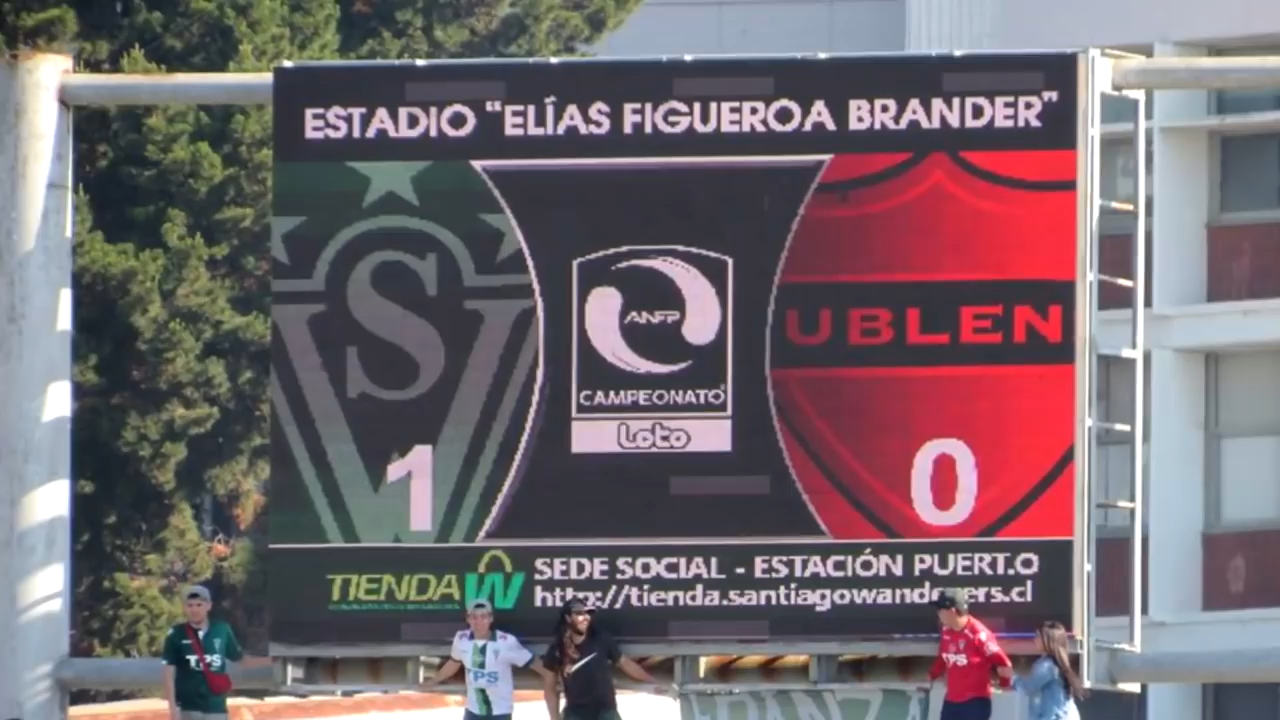 ESTADIO "ELÍAS FIGUEROA BRANDER"
S
W
ANFP
CAMPEONATO
Loto
UBLEN
1
0
TIENDA W
SEDE SOCIAL - ESTACIÓN PUERT.O
http://tienda.santiagowanderers.cl
TPS
TPS
TPS